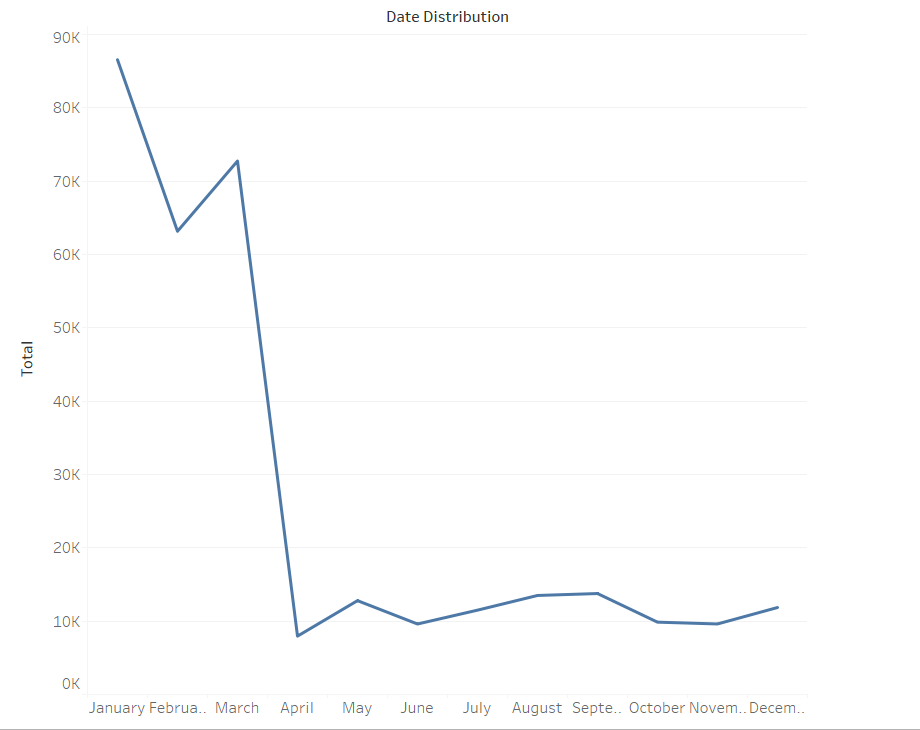 Date Distribution
90K
80K
70K
60K
50K
40K
30K
20K
10K
0K
Total
January Februa.. March April May June July August Septe.. October Novem.. Decem..